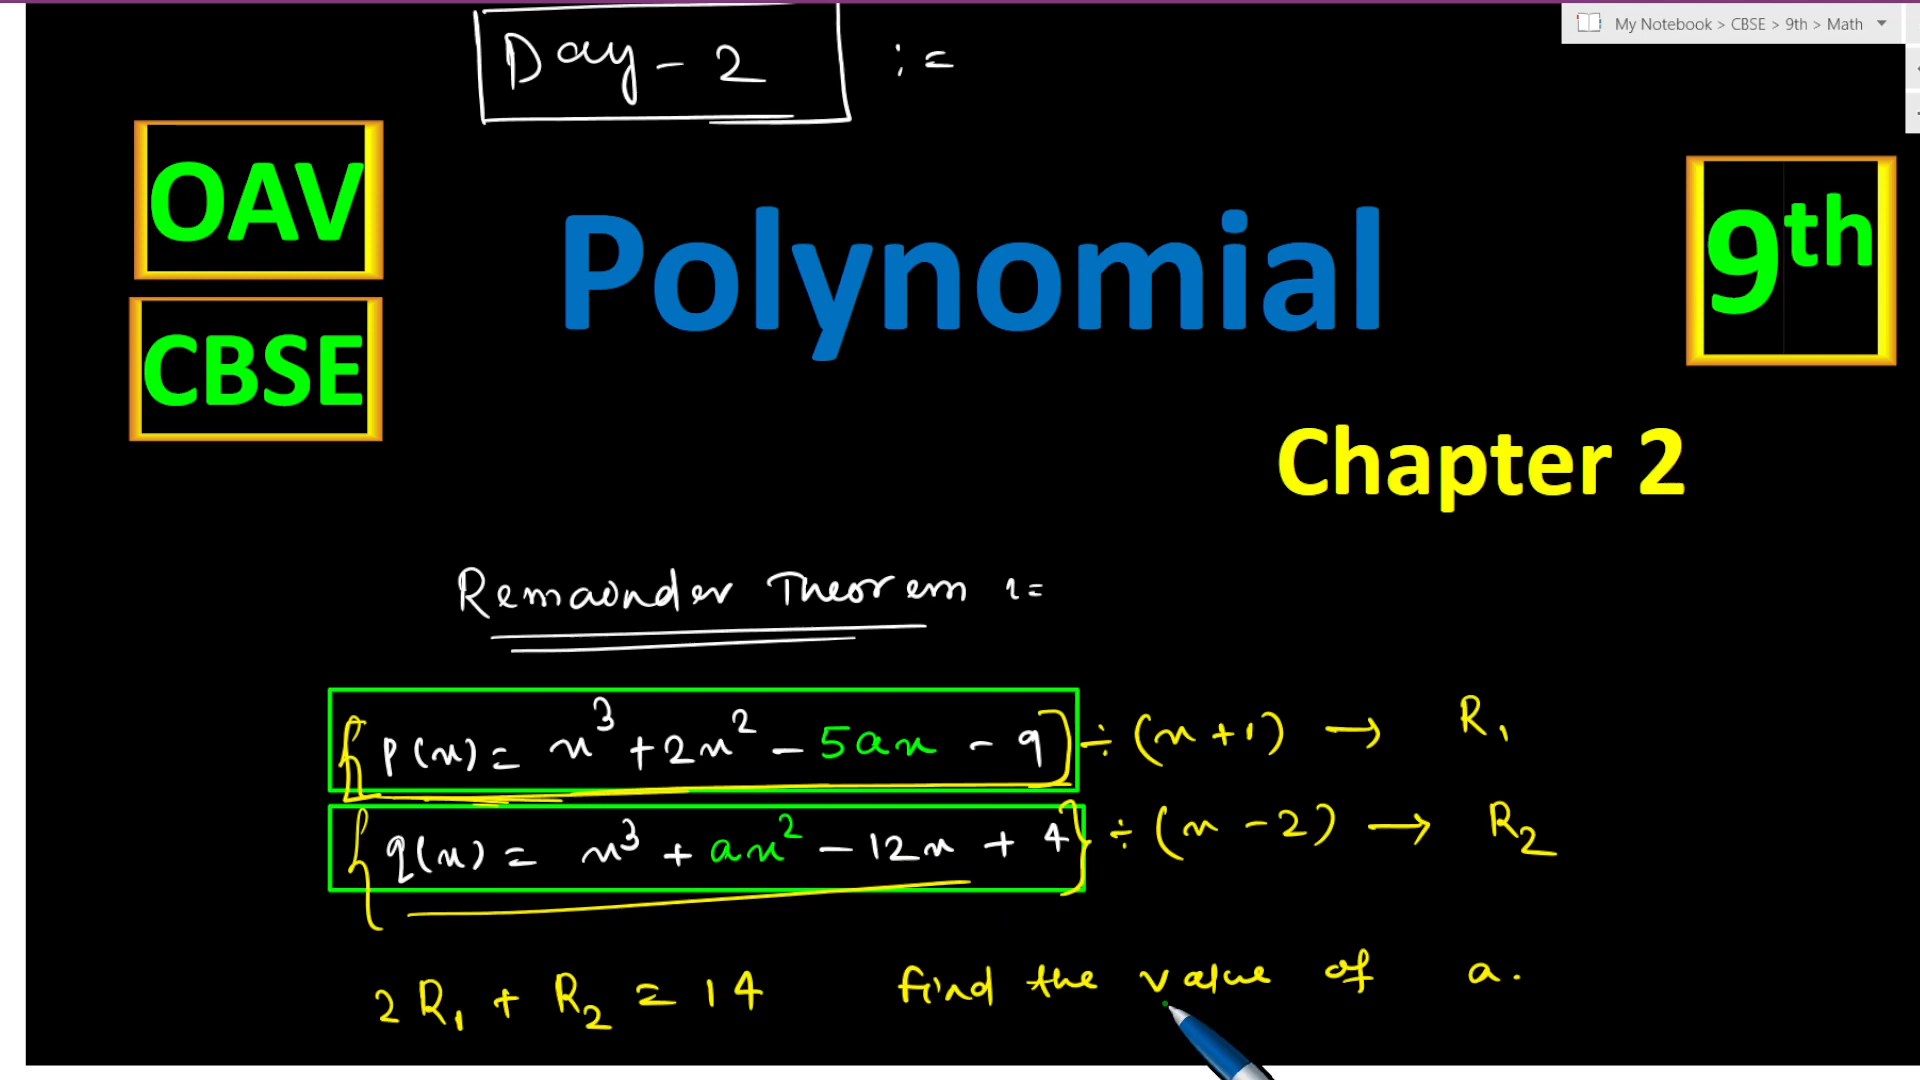 My Notebook > CBSE > 9th > Math
Day - 2 :=
OAV
CBSE
Polynomial
9th
Chapter 2
Remaonder Theorem :=
p(x) = x³ + 2x² - 5ax - 9 ÷ (x + 1) → R₁
q(x) = x³ + ax² - 12x + 4 } ÷ (x - 2) → R₂
2R₁ + R₂ = 14 find the value of a.